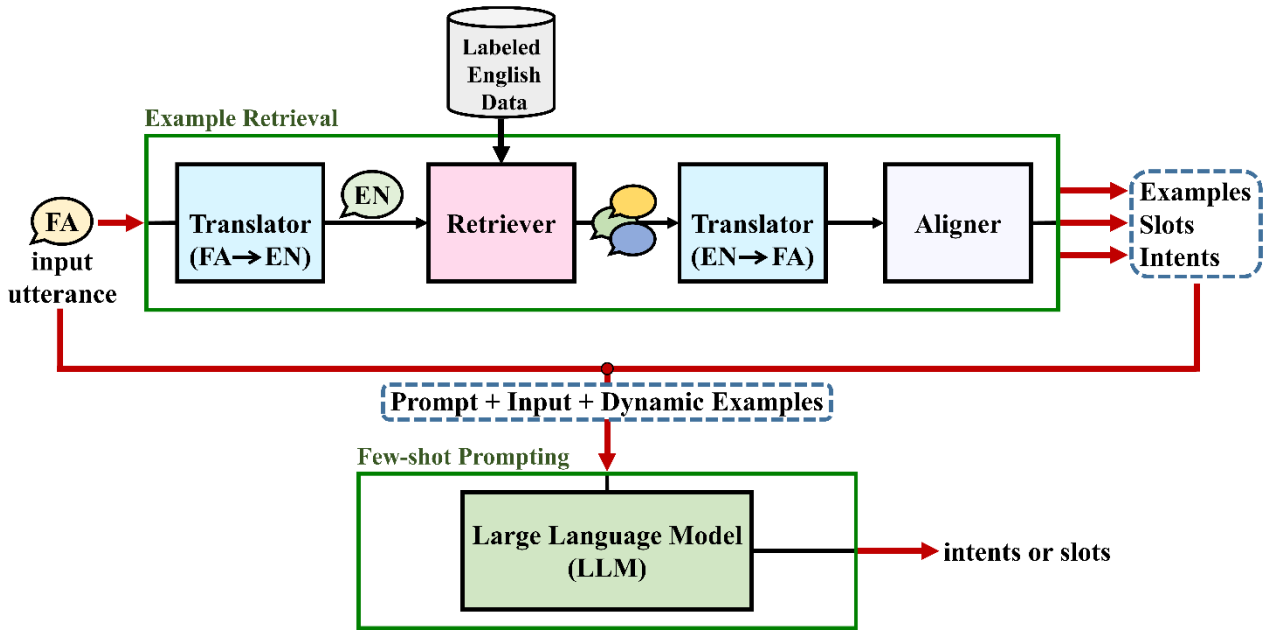 Labeled
English
Data
Example Retrieval
FA
input
utterance
Translator
(FA→EN)
EN
Retriever
Translator
(EN→FA)
Aligner
Examples
Slots
Intents
Prompt + Input + Dynamic Examples
Few-shot Prompting
Large Language Model
(LLM)
intents or slots